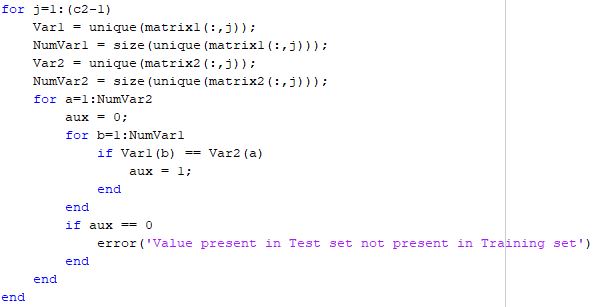 for j=1:(c2-1)
    Var1 = unique(matrix1(:,j));
    NumVar1 = size(unique(matrix1(:,j)));
    Var2 = unique(matrix2(:,j));
    NumVar2 = size(unique(matrix2(:,j)));
    for a=1:NumVar2
        aux = 0;
        for b=1:NumVar1
            if Var1(b) == Var2(a)
                aux = 1;
            end
        end
        if aux == 0
            error('Value present in Test set not present in Training set')
        end
    end
end